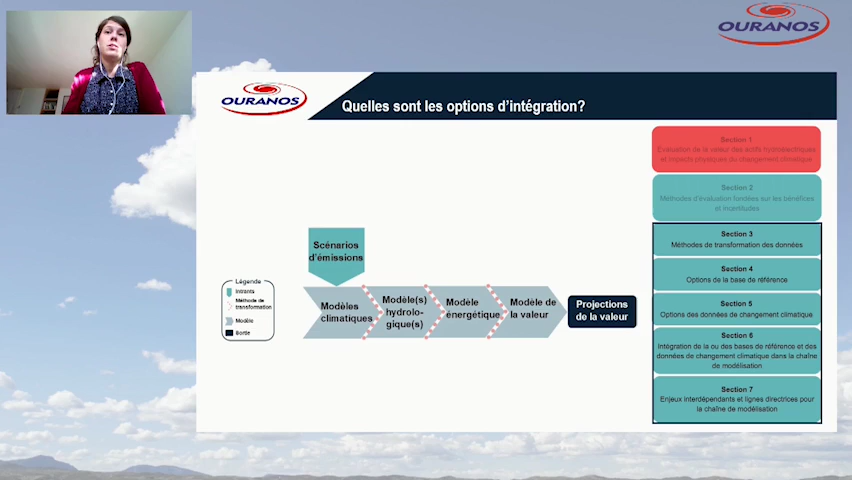 OURANOS
OURANOS
Quelles sont les options d'intégration?
Section 1
Evaluation de la valeur des actifs hydroélectriques
et impacts physiques du changement climatique
Section 2
Méthodes d'évaluation fondées sur les bénéfices
et incertitudes
Section 3
Méthodes de transformation des données
Section 4
Options de la base de référence
Section 5
Options des données de changement climatique
Section 6
Intégration de la ou des bases de référence et des
données de changement climatique dans la chaîne
de modélisation
Section 7
Enjeux interdépendants et lignes directrices pour
la chaîne de modélisation
Scénarios
d'émissions
Légende
Intrants
Méthode de
transformation
Modèle
Sortie
Modèles
climatiques
Modèle(s)
hydrolo-
gique(s)
Modèle
énergétique
Modèle de
la valeur
Projections
de la valeur